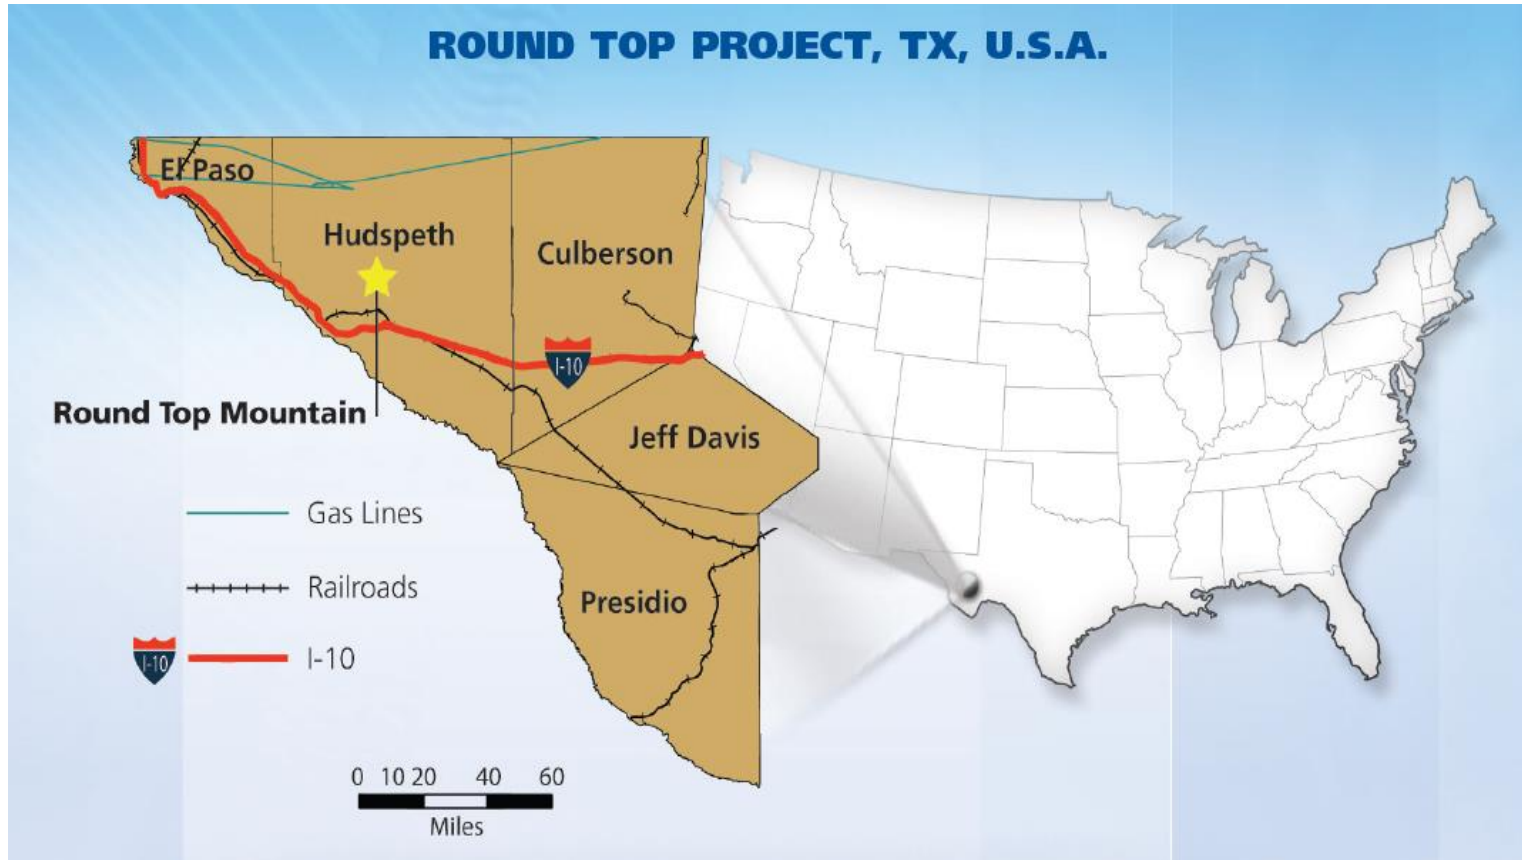 ROUND TOP PROJECT, TX, U.S.A.
El Paso
Hudspeth
Culberson
I-10
Round Top Mountain
Jeff Davis
Gas Lines
Railroads
Presidio
I-10
I-10
0 10 20 40 60
Miles